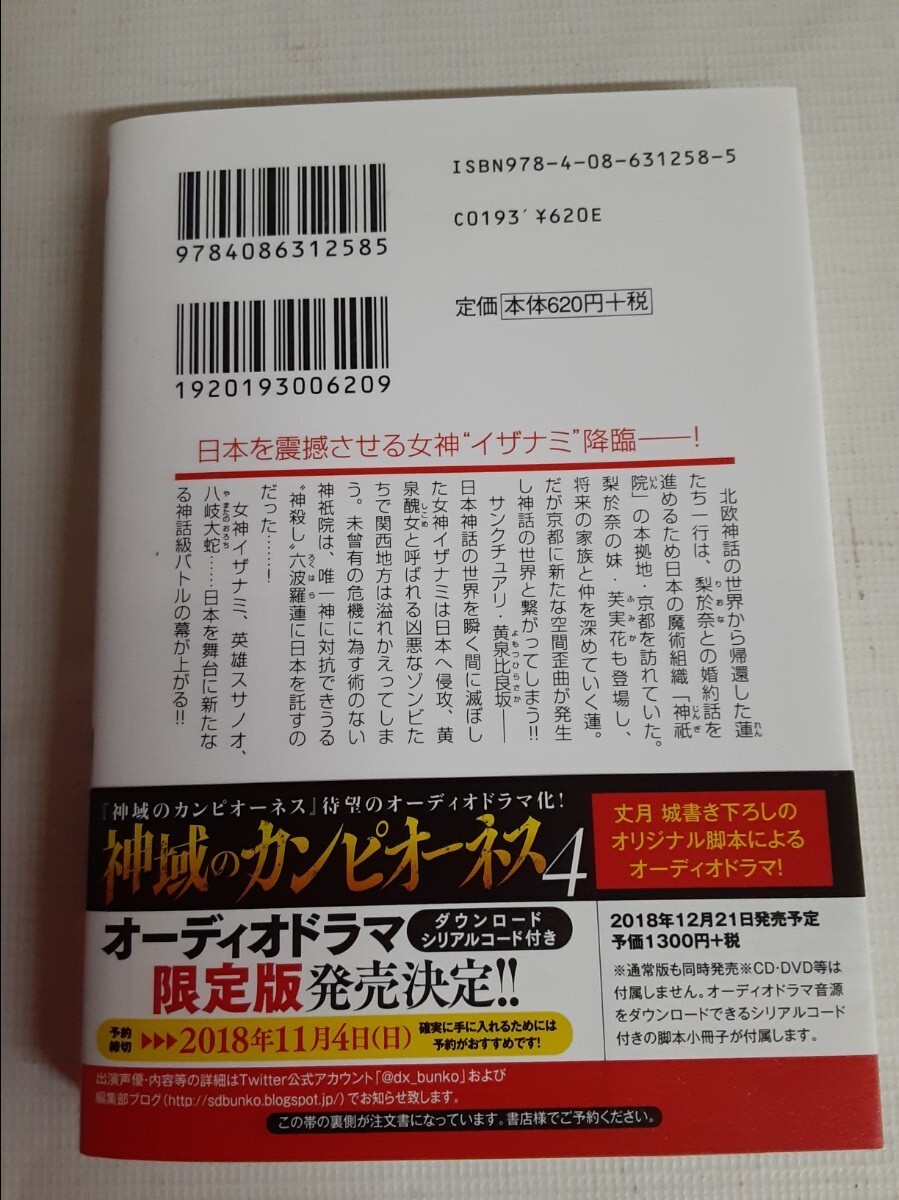 ISBN978-4-08-631258-5
C0193 ¥620E
9784086312585
定価 本体620円+税
1920193006209
日本を震撼させる女神“イザナミ”降臨──!
北欧神話の世界から帰還した蓮
たち一行は、梨於奈との婚約話を
進めるため日本の魔術組織「神祇
院」の本拠地・京都を訪れていた。
梨於奈の妹・芙実花も登場し、
将来の家族と仲を深めていく蓮。
だが京都に新たな空間歪曲が発生
し神話の世界と繋がってしまう!!
サンクチュアリ・黄泉比良坂──
日本神話の世界を瞬く間に滅ぼし
た女神イザナミは日本へ侵攻、黄
泉醜女と呼ばれる凶悪なゾンビた
ちで関西地方は溢れかえってしま
う。未曾有の危機に為す術のない
神祇院は、唯一神に対抗できうる
“神殺し”六波羅蓮に日本を託すの
だった……!
女神イザナミ、英雄スサノオ、
八岐大蛇……日本を舞台に新たな
る神話級バトルの幕が上がる!!
『神域のカンピオーネス』待望のオーディオドラマ化!
神域のカンピオーネス4
丈月 城書き下ろしの
オリジナル脚本による
オーディオドラマ!
オーディオドラマ
ダウンロード
シリアルコード付き
限定版発売決定!!
予約
締切 ▶▶▶2018年11月4日(日)
確実に手に入れるためには
予約がおすすめです!
2018年12月21日発売予定
予価1300円+税
※通常版も同時発売※CD・DVD等は
付属しません。オーディオドラマ音源
をダウンロードできるシリアルコード
付きの脚本小冊子が付属します。
出演声優・内容等の詳細はTwitter公式アカウント「@dx_bunko」および
編集部ブログ(http://sdbunko.blogspot.jp/)でお知らせ致します。
この帯の裏側が注文書になっています。書店様でご予約ください。